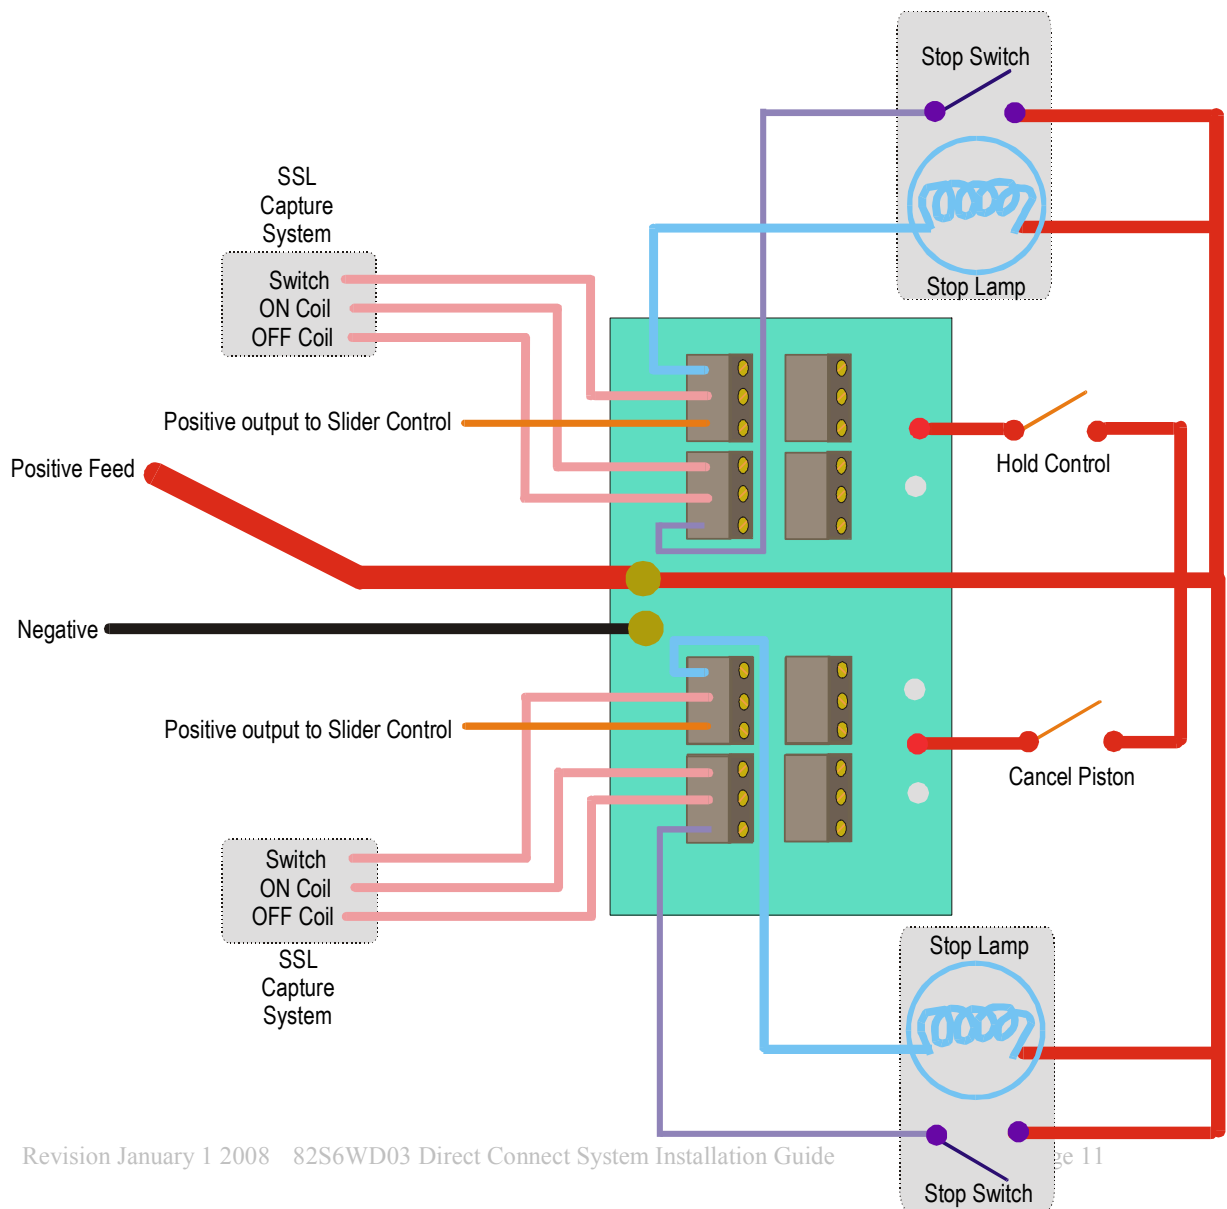 Stop Switch
Stop Lamp
SSL
Capture
System
Switch
ON Coil
OFF Coil
Positive output to Slider Control
Positive Feed
Hold Control
Negative
Positive output to Slider Control
Cancel Piston
Switch
ON Coil
OFF Coil
SSL
Capture
System
Stop Lamp
Stop Switch
Revision January 1 2008 82S6WD03 Direct Connect System Installation Guide ge 11